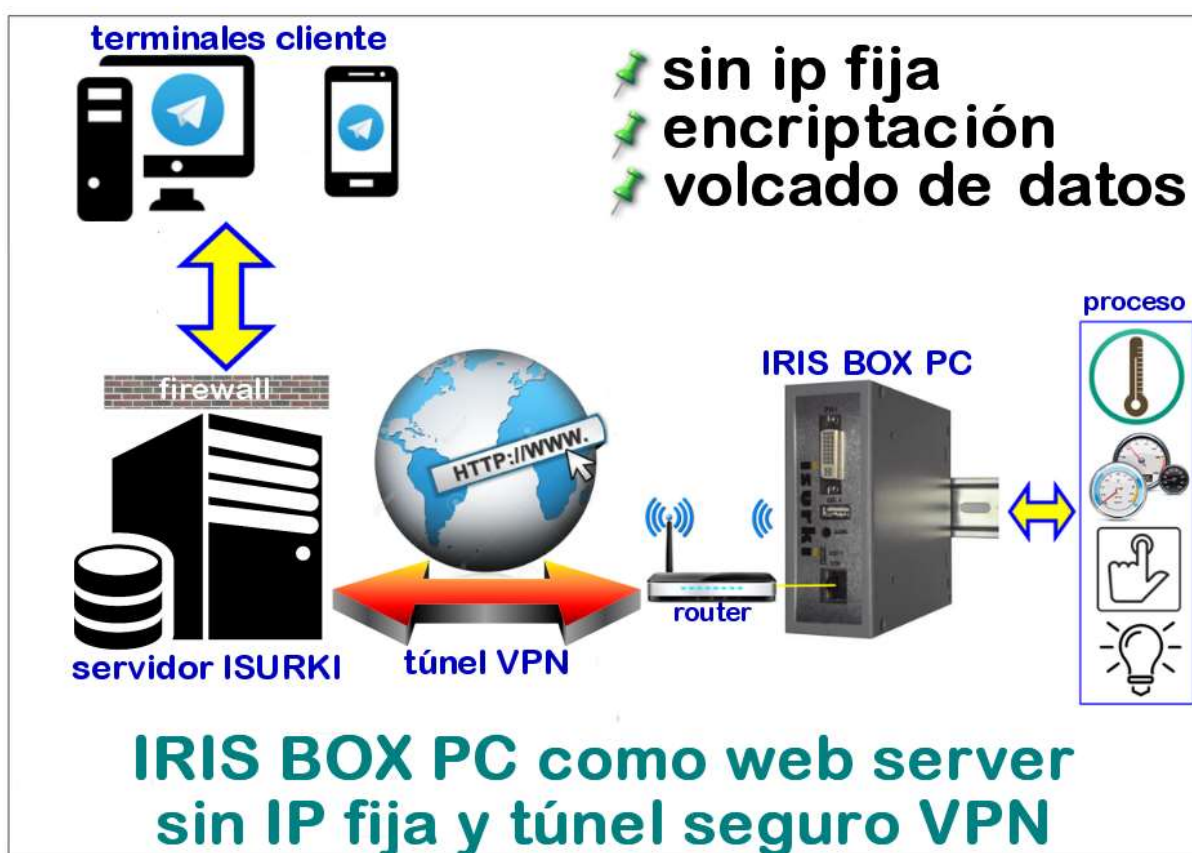 terminales cliente
sin ip fija
encriptación
volcado de datos
proceso
IRIS BOX PC
firewall
HTTP://WWW.
isurki
router
servidor ISURKI
túnel VPN
IRIS BOX PC como web server
sin IP fija y túnel seguro VPN